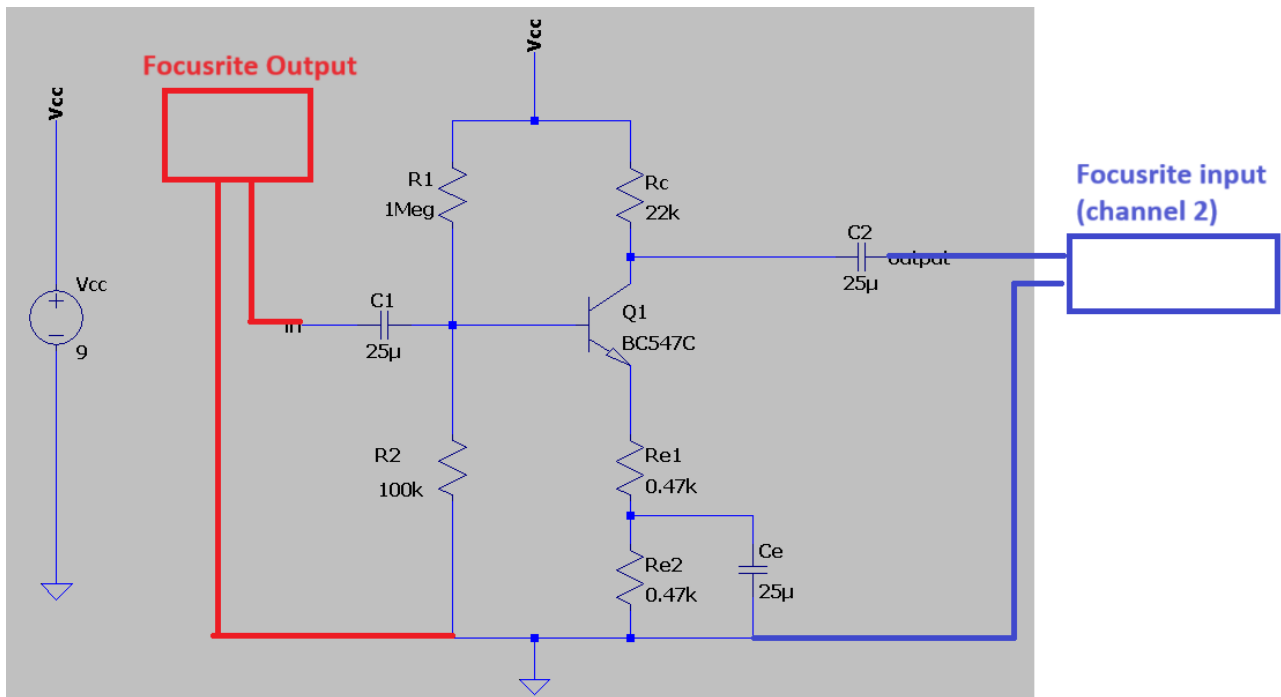 Vcc
Focusrite Output
Vcc
R1
1Meg
Rc
22k
Focusrite input
(channel 2)
C2
25µ
output
Vcc
9
C1
25µ
in
Q1
BC547C
R2
100k
Re1
0.47k
Re2
0.47k
Ce
25µ